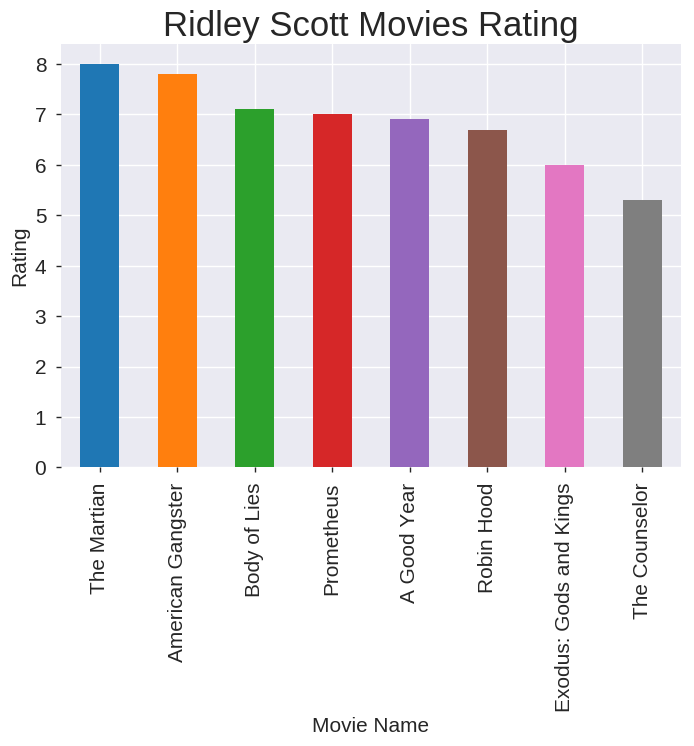 Ridley Scott Movies Rating
8
7
6
5
4
3
2
1
0
Rating
The Martian
American Gangster
Body of Lies
Prometheus
A Good Year
Robin Hood
Exodus: Gods and Kings
The Counselor
Movie Name